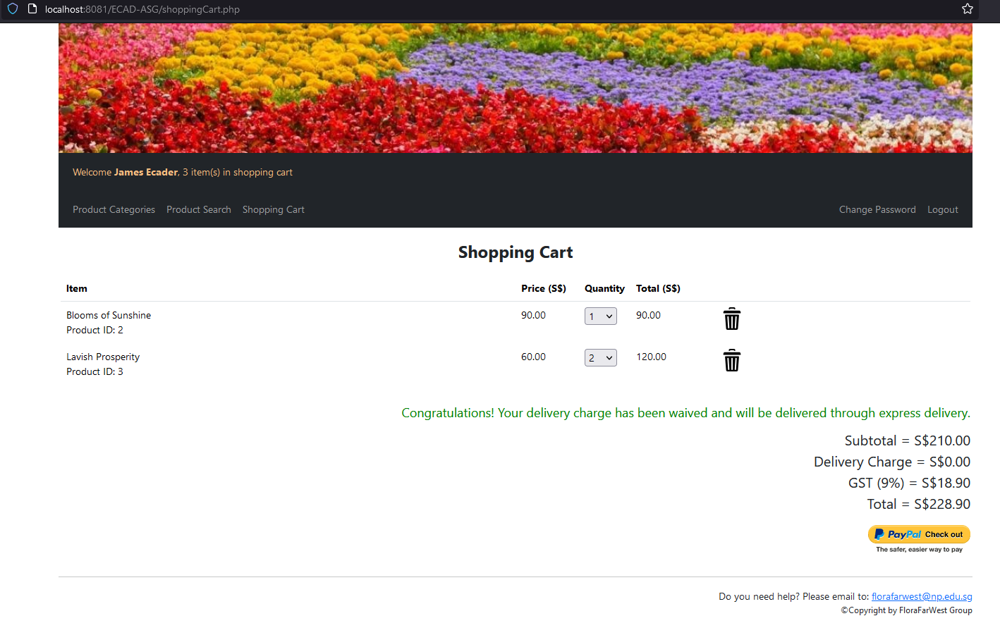 localhost:8081/ECAD-ASG/shoppingCart.php
Welcome James Ecader, 3 item(s) in shopping cart
Product Categories Product Search Shopping Cart Change Password Logout
Shopping Cart
Item Price (S$) Quantity Total (S$)
Blooms of Sunshine 90.00 1 90.00
Product ID: 2
Lavish Prosperity 60.00 2 120.00
Product ID: 3
Congratulations! Your delivery charge has been waived and will be delivered through express delivery.
Subtotal = S$210.00
Delivery Charge = S$0.00
GST (9%) = S$18.90
Total = S$228.90
PayPal Check out
The safer, easier way to pay
Do you need help? Please email to: florafarwest@np.edu.sg
©Copyright by FloraFarWest Group